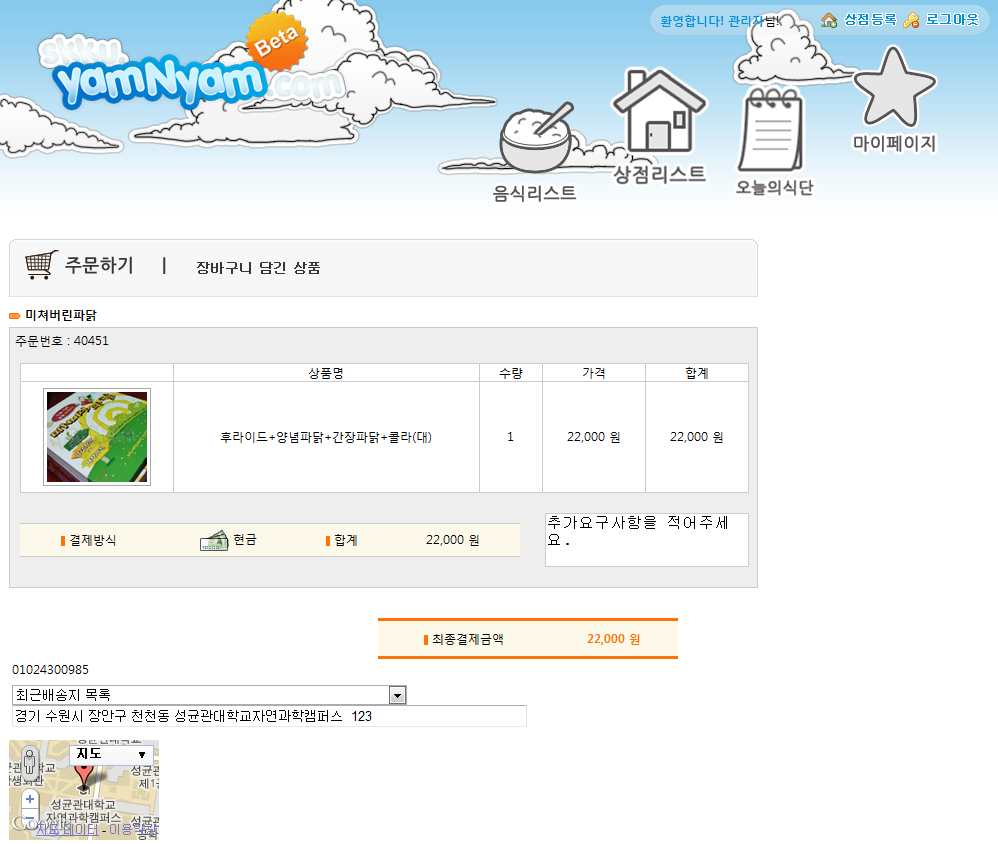 환영합니다! 관리자님! 상점등록 로그아웃
skku.
Beta
yamNyam.com
음식리스트
상점리스트
오늘의식단
마이페이지
주문하기 | 장바구니 담긴 상품
미쳐버린파닭
주문번호 : 40451
상품명 수량 가격 합계
후라이드+양념파닭+간장파닭+콜라(대) 1 22,000 원 22,000 원
결제방식 현금 합계 22,000 원
추가요구사항을 적어주세
요.
최종결제금액 22,000 원
01024300985
최근배송지 목록
경기 수원시 장안구 천천동 성균관대학교자연과학캠퍼스 123
지도
성균관대학교
자연과학캠퍼스
지도 데이터 - 이용약관